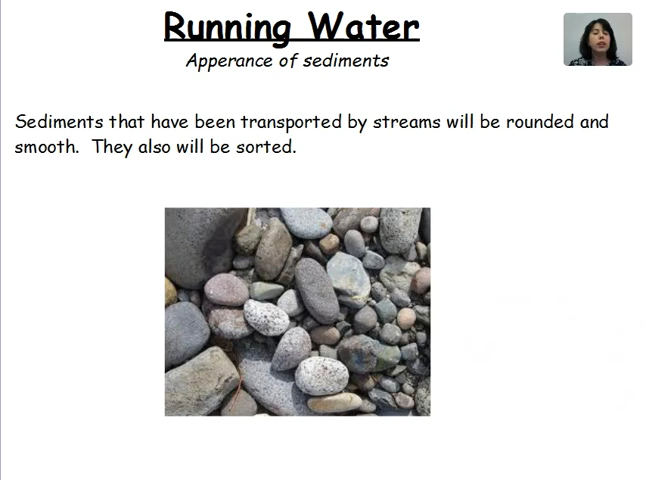 Running Water
Apperance of sediments
Sediments that have been transported by streams will be rounded and
smooth. They also will be sorted.